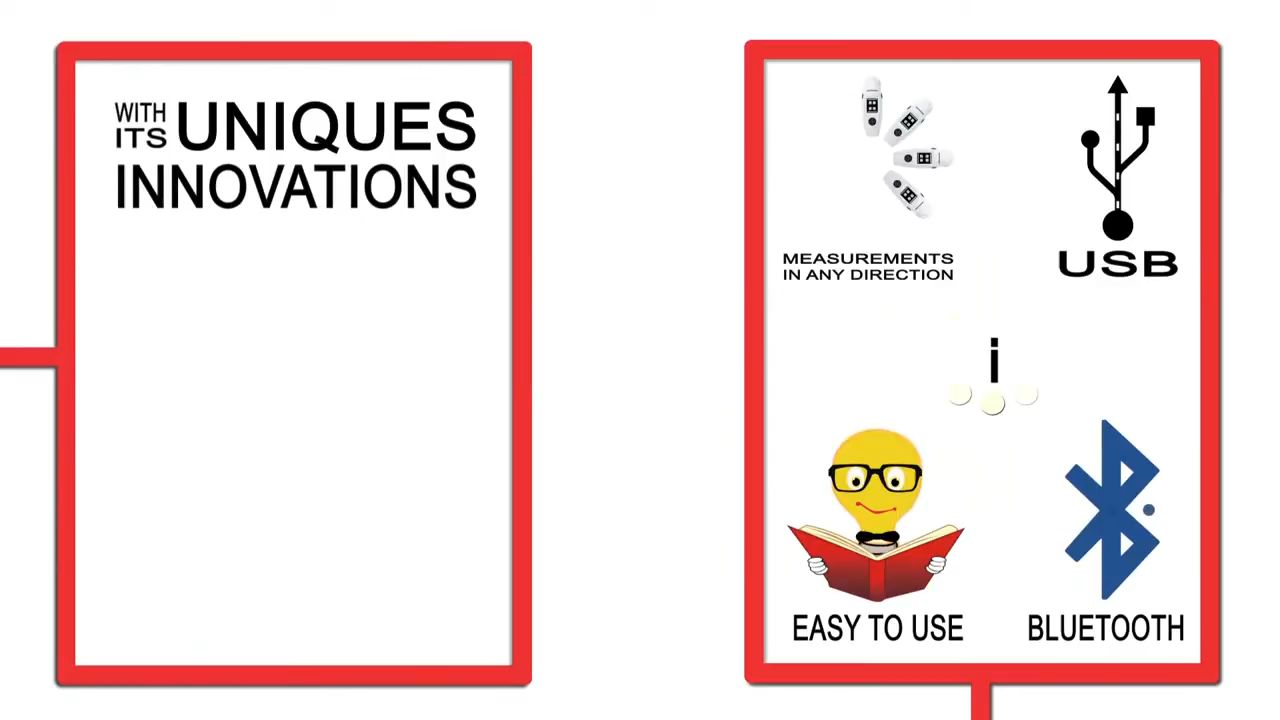 WITH
ITS UNIQUES
INNOVATIONS
MEASUREMENTS
IN ANY DIRECTION
USB
i
EASY TO USE
BLUETOOTH